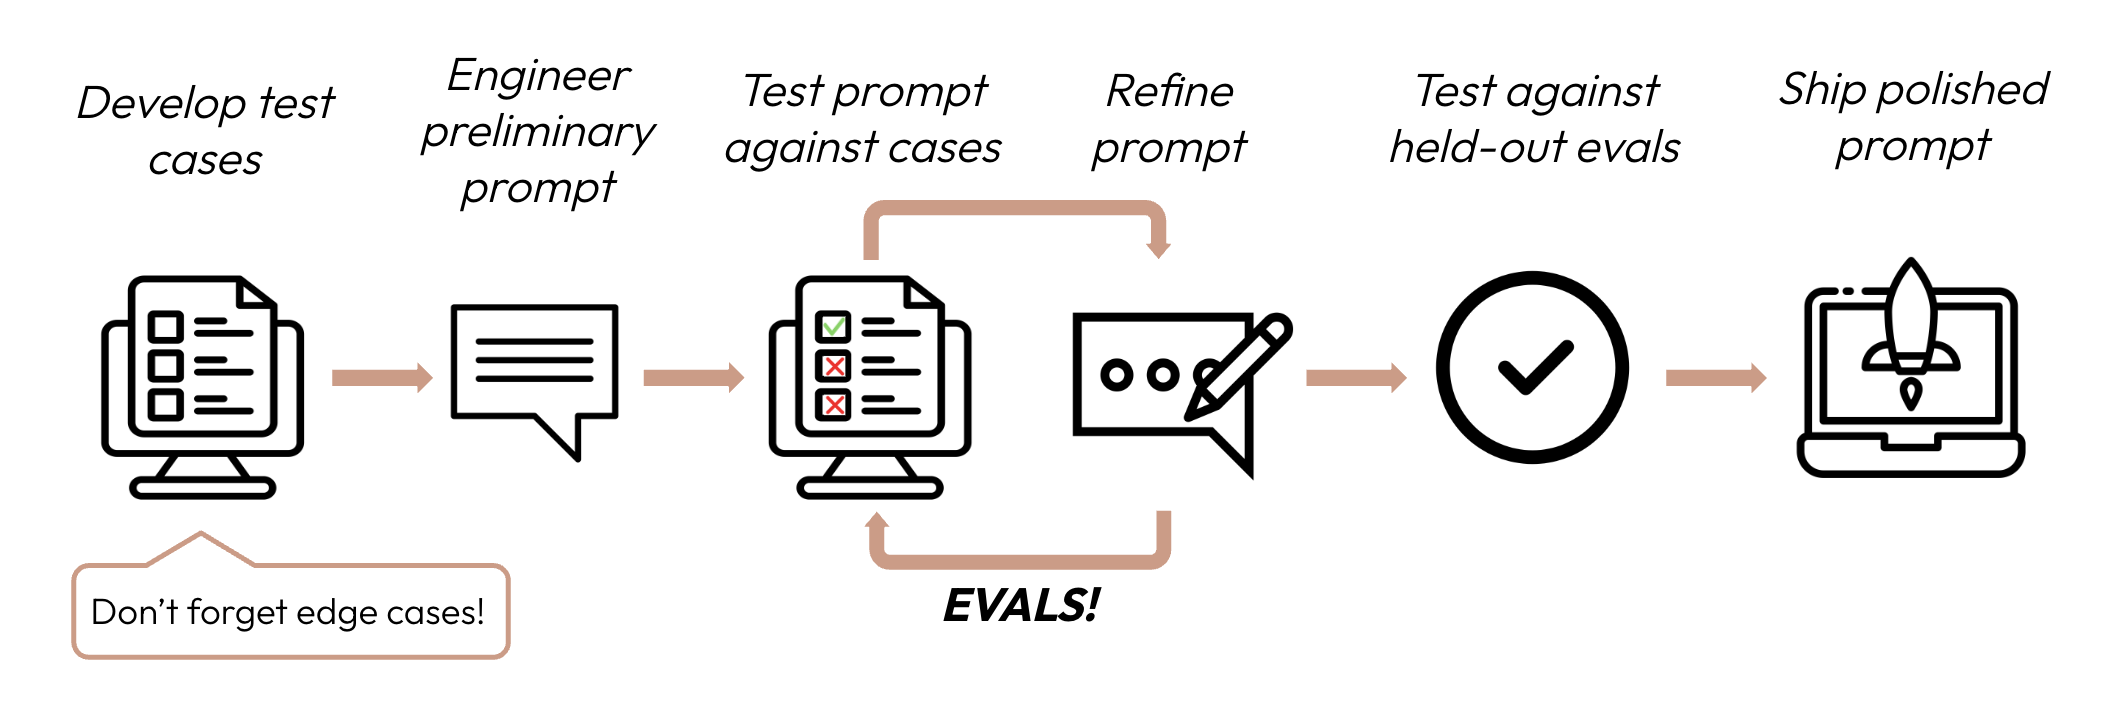 Develop test
cases
Engineer
preliminary
prompt
Test prompt
against cases
Refine
prompt
Test against
held-out evals
Ship polished
prompt
Don't forget edge cases!
EVALS!